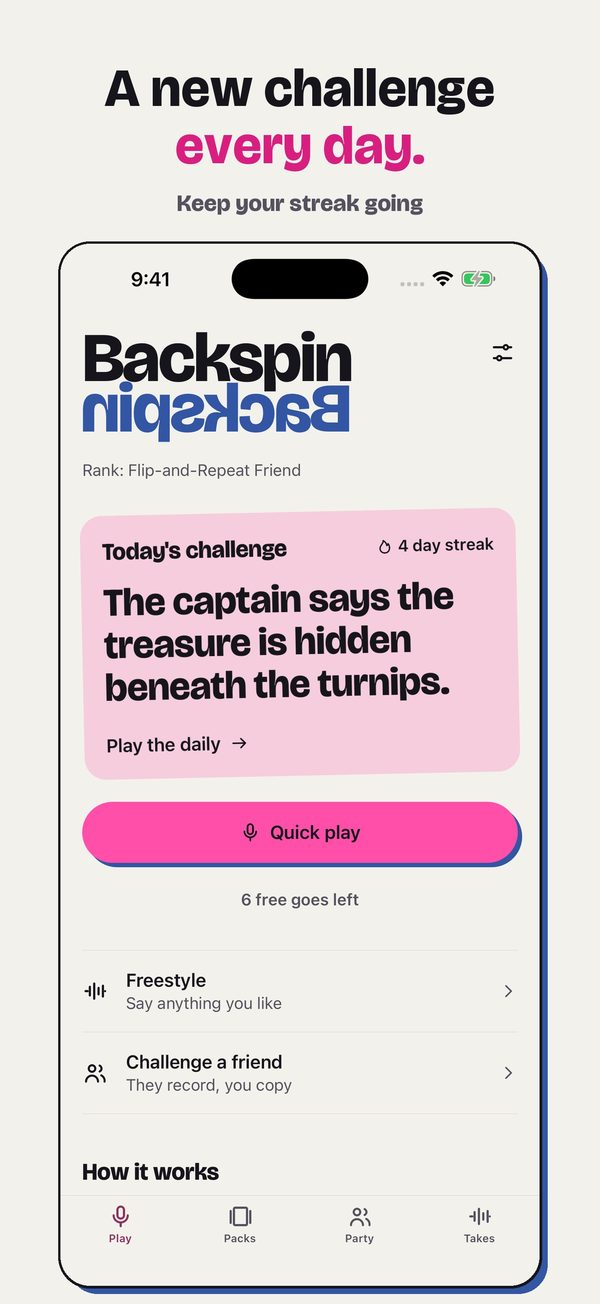 A new challenge
every day.
Keep your streak going
9:41
Backspin
Backspin
Rank: Flip-and-Repeat Friend
Today's challenge
4 day streak
The captain says the
treasure is hidden
beneath the turnips.
Play the daily →
Quick play
6 free goes left
Freestyle
Say anything you like
Challenge a friend
They record, you copy
How it works
Play
Packs
Party
Takes